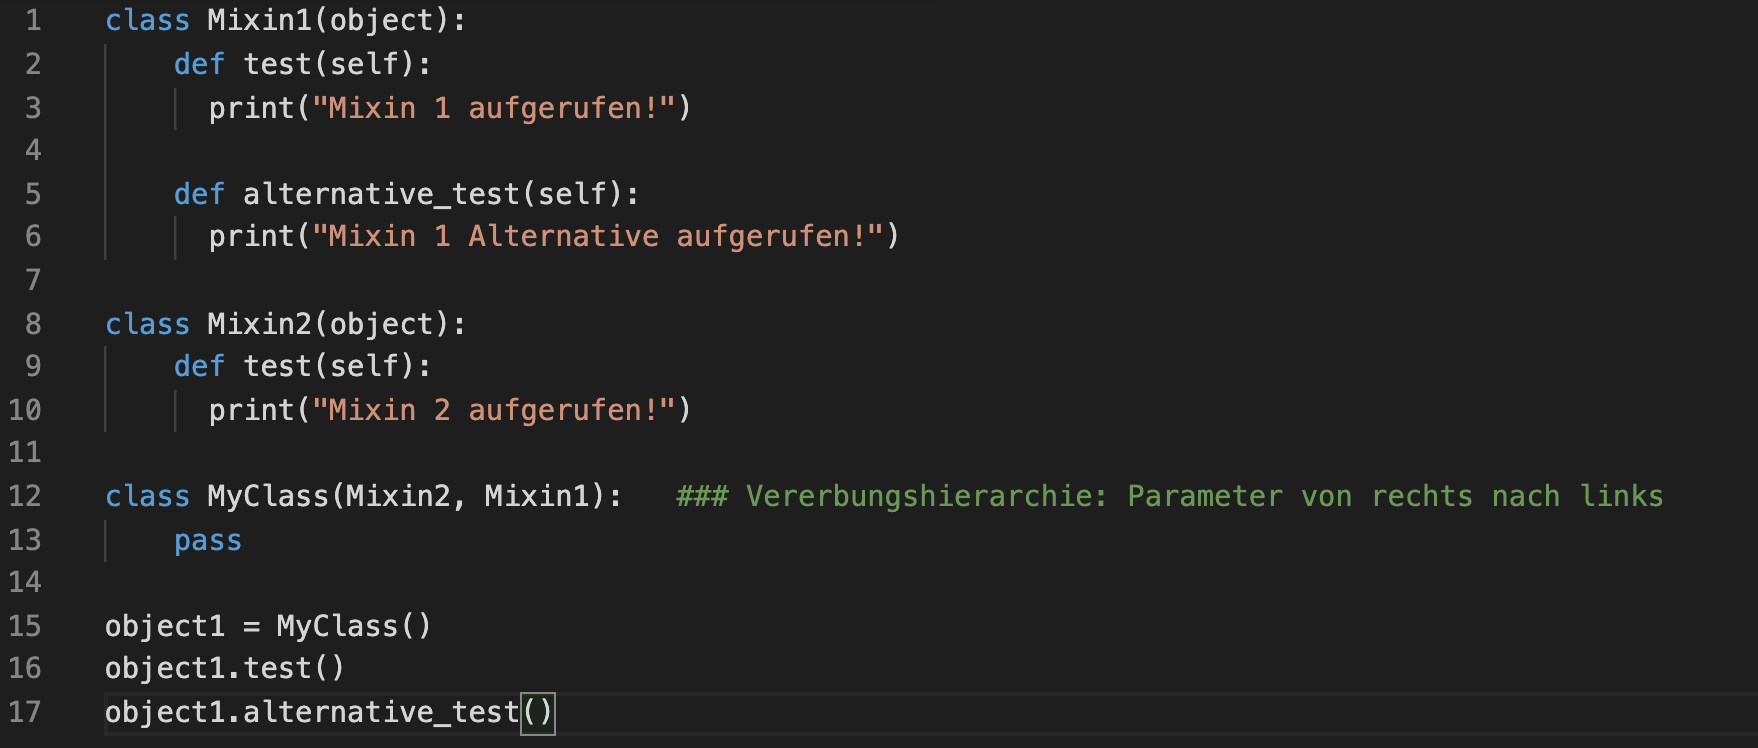 1 class Mixin1(object):
2 def test(self):
3 print("Mixin 1 aufgerufen!")
4
5 def alternative_test(self):
6 print("Mixin 1 Alternative aufgerufen!")
7
8 class Mixin2(object):
9 def test(self):
10 print("Mixin 2 aufgerufen!")
11
12 class MyClass(Mixin2, Mixin1): ### Vererbungshierarchie: Parameter von rechts nach links
13 pass
14
15 object1 = MyClass()
16 object1.test()
17 object1.alternative_test()